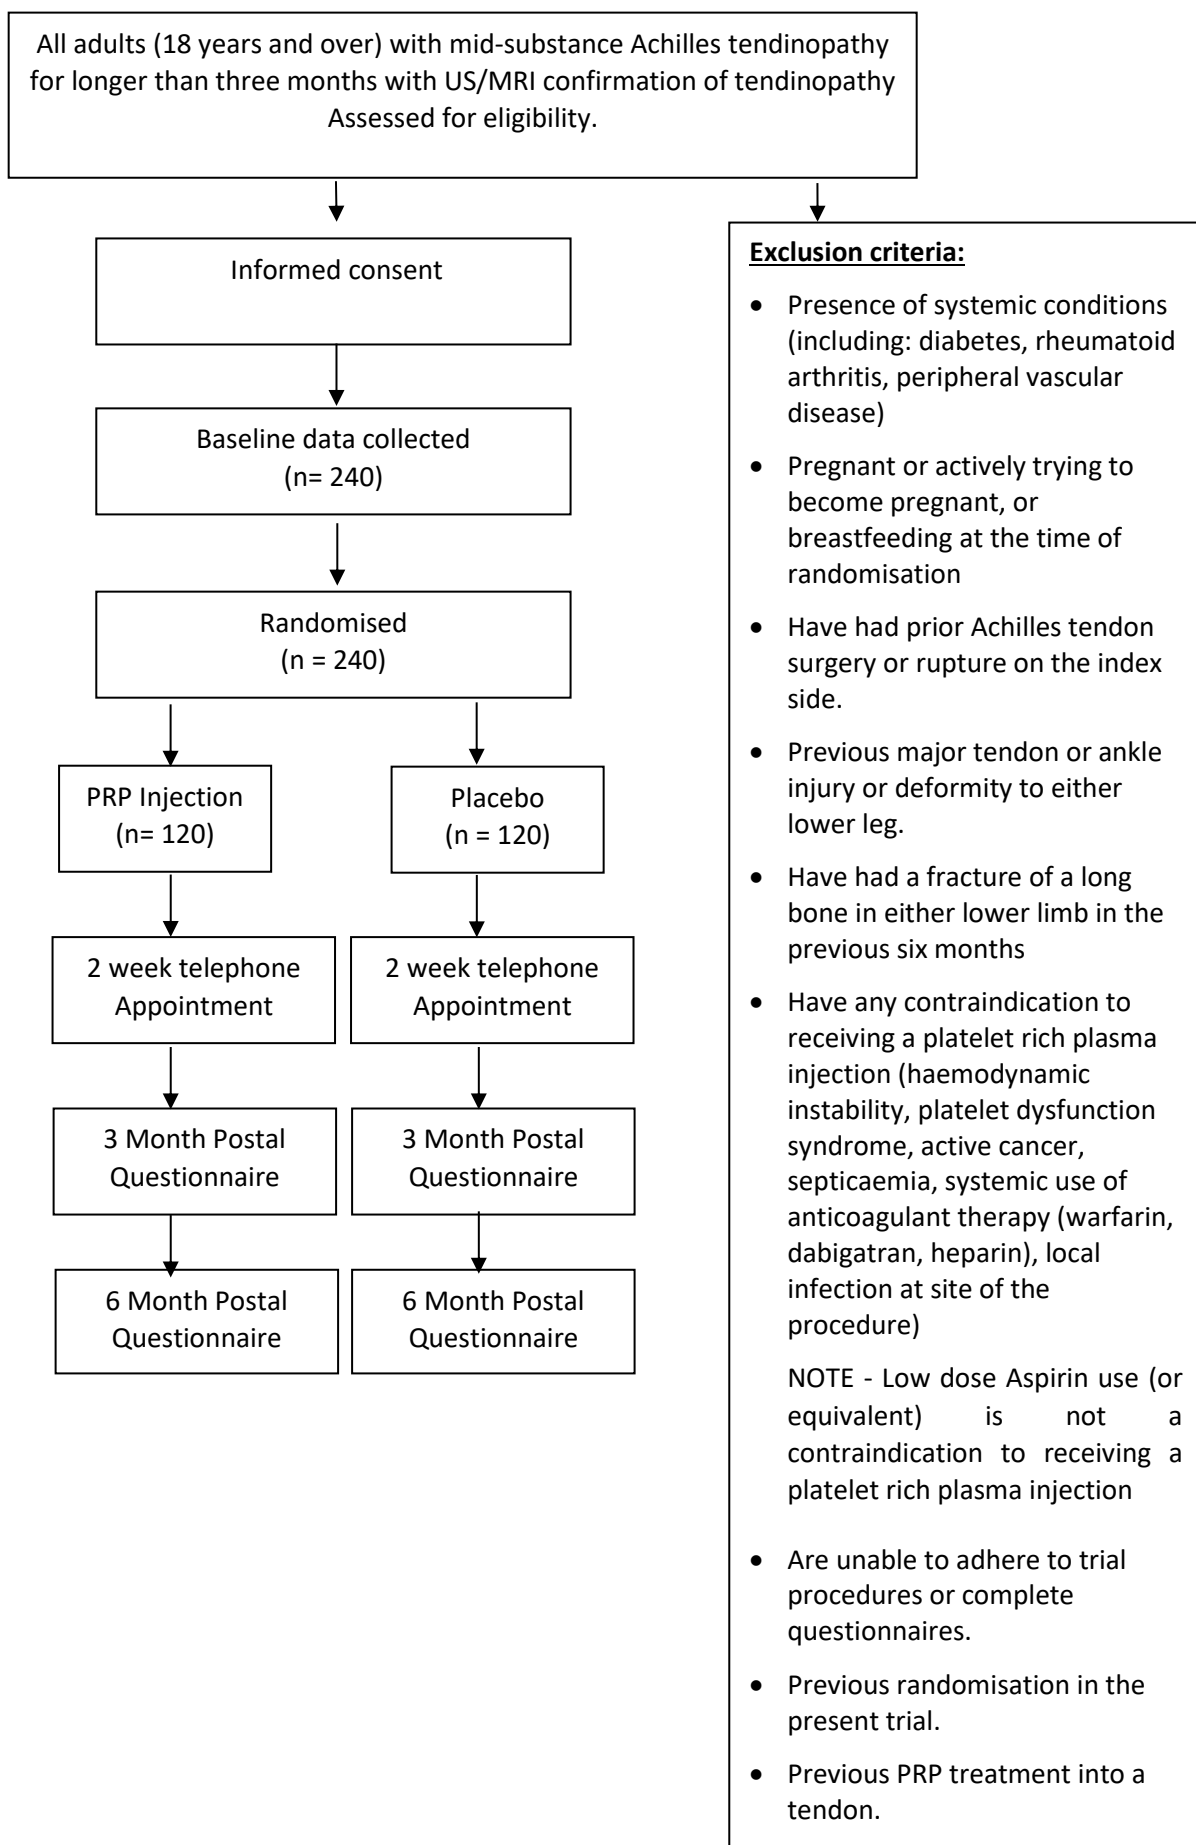 All adults (18 years and over) with mid-substance Achilles tendinopathy
for longer than three months with US/MRI confirmation of tendinopathy
Assessed for eligibility.
Informed consent
Baseline data collected
(n= 240)
Randomised
(n = 240)
PRP Injection
(n= 120)
Placebo
(n = 120)
2 week telephone
Appointment
2 week telephone
Appointment
3 Month Postal
Questionnaire
3 Month Postal
Questionnaire
6 Month Postal
Questionnaire
6 Month Postal
Questionnaire
Exclusion criteria:
• Presence of systemic conditions
(including: diabetes, rheumatoid
arthritis, peripheral vascular
disease)
• Pregnant or actively trying to
become pregnant, or
breastfeeding at the time of
randomisation
• Have had prior Achilles tendon
surgery or rupture on the index
side.
• Previous major tendon or ankle
injury or deformity to either
lower leg.
• Have had a fracture of a long
bone in either lower limb in the
previous six months
• Have any contraindication to
receiving a platelet rich plasma
injection (haemodynamic
instability, platelet dysfunction
syndrome, active cancer,
septicaemia, systemic use of
anticoagulant therapy (warfarin,
dabigatran, heparin), local
infection at site of the
procedure)
NOTE - Low dose Aspirin use (or
equivalent) is not a
contraindication to receiving a
platelet rich plasma injection
• Are unable to adhere to trial
procedures or complete
questionnaires.
• Previous randomisation in the
present trial.
• Previous PRP treatment into a
tendon.